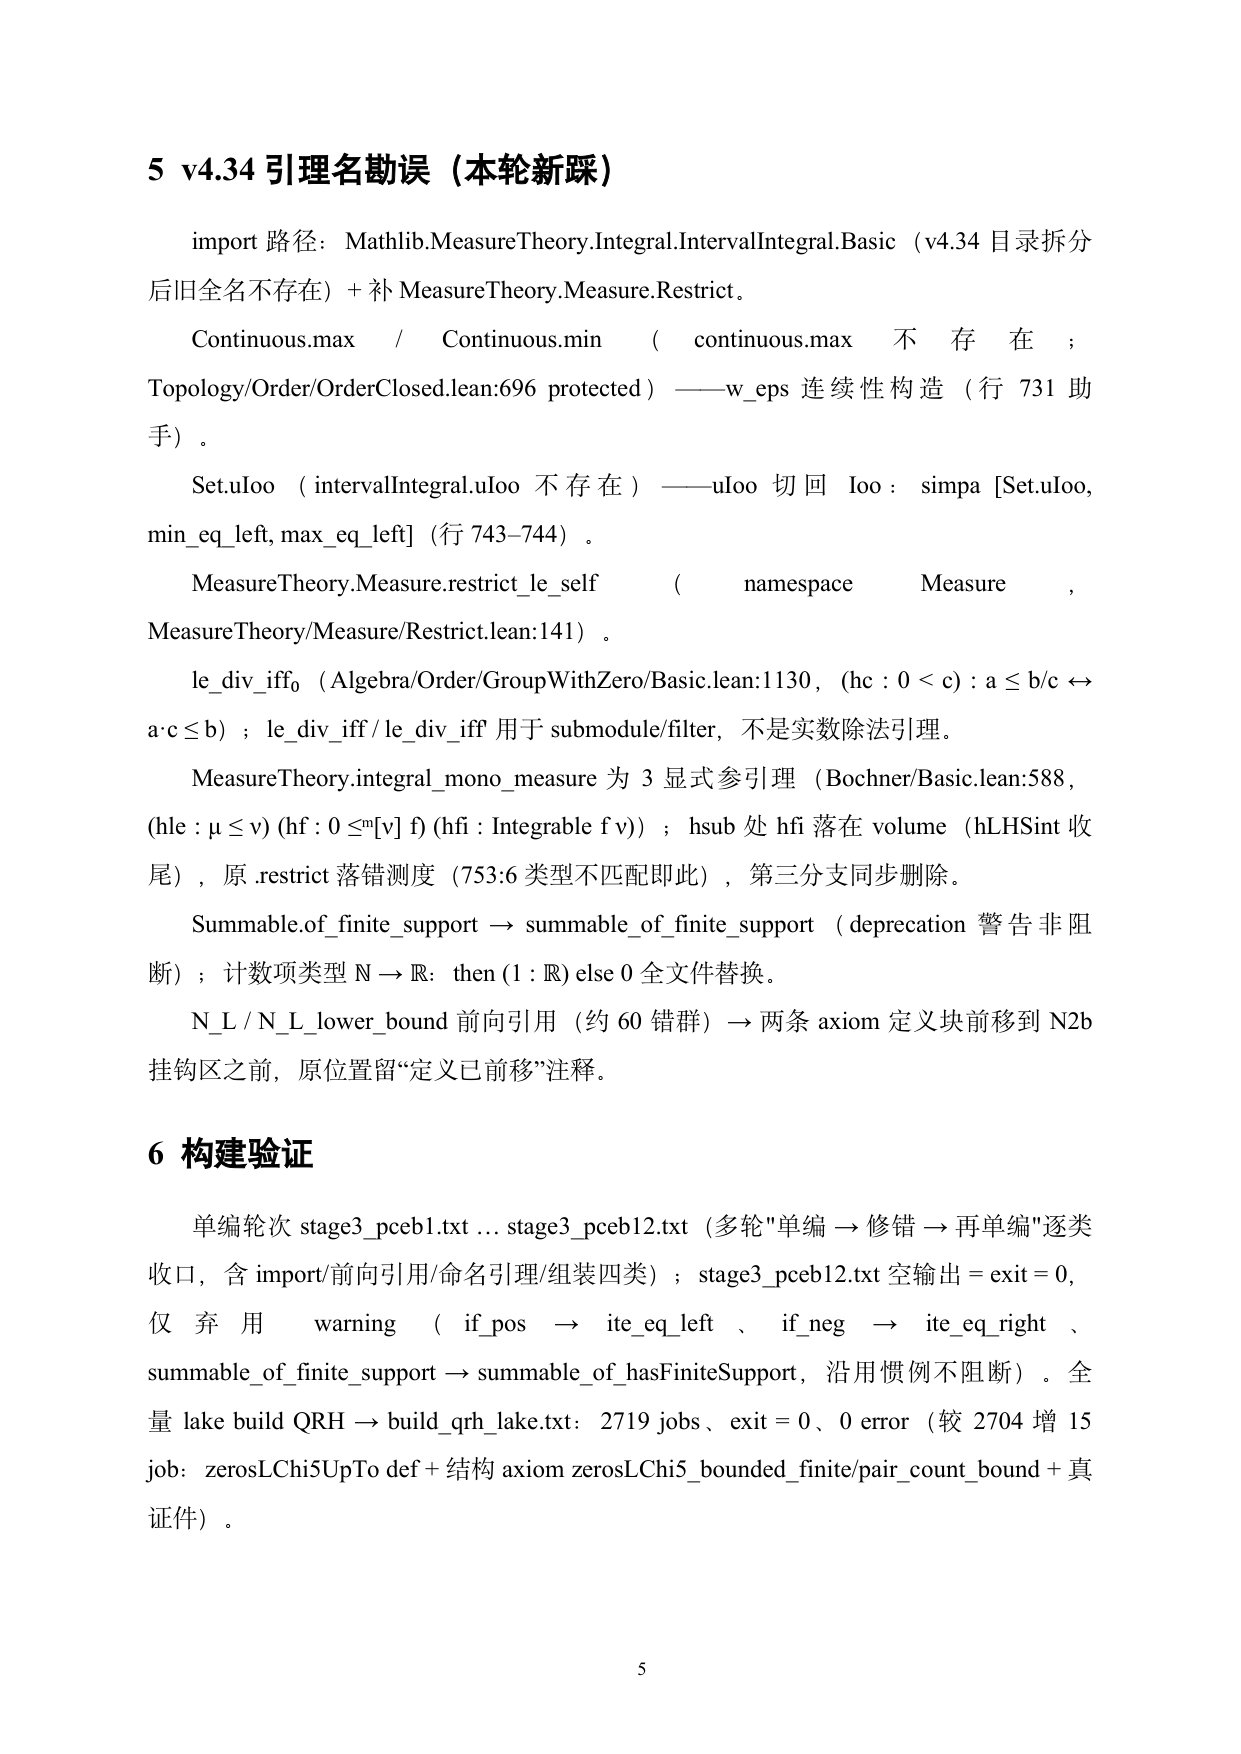 5 v4.34 引理名勘误（本轮新踩）
import 路径：Mathlib.MeasureTheory.Integral.IntervalIntegral.Basic（v4.34 目录拆分
后旧全名不存在）+ 补 MeasureTheory.Measure.Restrict。
Continuous.max / Continuous.min （ continuous.max 不存在；
Topology/Order/OrderClosed.lean:696 protected）——w_eps 连续性构造（行 731 助
手）。
Set.uIoo （intervalIntegral.uIoo 不存在）——uIoo 切回 Ioo：simpa [Set.uIoo,
min_eq_left, max_eq_left]（行 743–744）。
MeasureTheory.Measure.restrict_le_self （ namespace Measure ，
MeasureTheory/Measure/Restrict.lean:141）。
le_div_iff₀（Algebra/Order/GroupWithZero/Basic.lean:1130，(hc : 0 < c) : a ≤ b/c ↔
a·c ≤ b）；le_div_iff / le_div_iff' 用于 submodule/filter，不是实数除法引理。
MeasureTheory.integral_mono_measure 为 3 显式参引理（Bochner/Basic.lean:588，
(hle : μ ≤ ν) (hf : 0 ≤ᵐ[ν] f) (hfi : Integrable f ν)）；hsub 处 hfi 落在 volume（hLHSint 收
尾），原 .restrict 落错测度（753:6 类型不匹配即此），第三分支同步删除。
Summable.of_finite_support → summable_of_finite_support（deprecation 警告非阻
断）；计数项类型 ℕ → ℝ：then (1 : ℝ) else 0 全文件替换。
N_L / N_L_lower_bound 前向引用（约 60 错群）→ 两条 axiom 定义块前移到 N2b
挂钩区之前，原位置留“定义已前移”注释。
6 构建验证
单编轮次 stage3_pceb1.txt … stage3_pceb12.txt（多轮"单编 → 修错 → 再单编"逐类
收口，含 import/前向引用/命名引理/组装四类）；stage3_pceb12.txt 空输出 = exit = 0，
仅弃用 warning （ if_pos → ite_eq_left 、 if_neg → ite_eq_right 、
summable_of_finite_support → summable_of_hasFiniteSupport，沿用惯例不阻断）。全
量 lake build QRH → build_qrh_lake.txt：2719 jobs、exit = 0、0 error（较 2704 增 15
job：zerosLChi5UpTo def + 结构 axiom zerosLChi5_bounded_finite/pair_count_bound + 真
证件）。
5